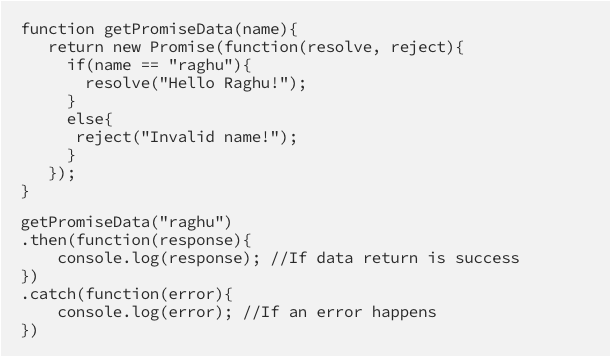 function getPromiseData(name){
   return new Promise(function(resolve, reject){
     if(name == "raghu"){
       resolve("Hello Raghu!");
     }
     else{
      reject("Invalid name!");
     }
   });
}
getPromiseData("raghu")
.then(function(response){
    console.log(response); //If data return is success
})
.catch(function(error){
    console.log(error); //If an error happens
})